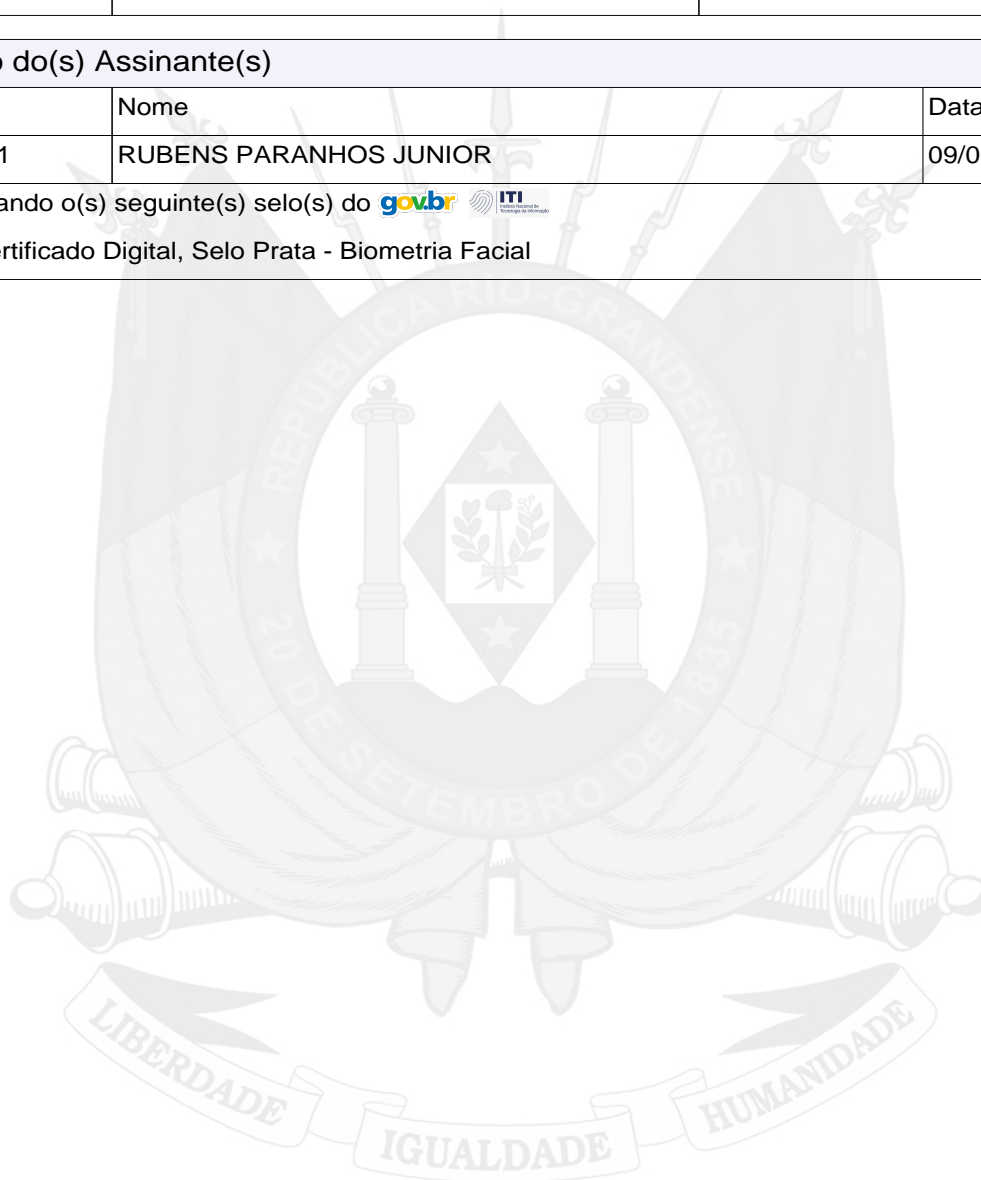 o do(s) Assinante(s)
Nome Data
1 RUBENS PARANHOS JUNIOR 09/0
ando o(s) seguinte(s) selo(s) do gov.br ITI
ertificado Digital, Selo Prata - Biometria Facial
REPÚBLICA RIO-GRANDENSE
20 DE SETEMBRO DE 1835
LIBERDADE IGUALDADE HUMANIDADE